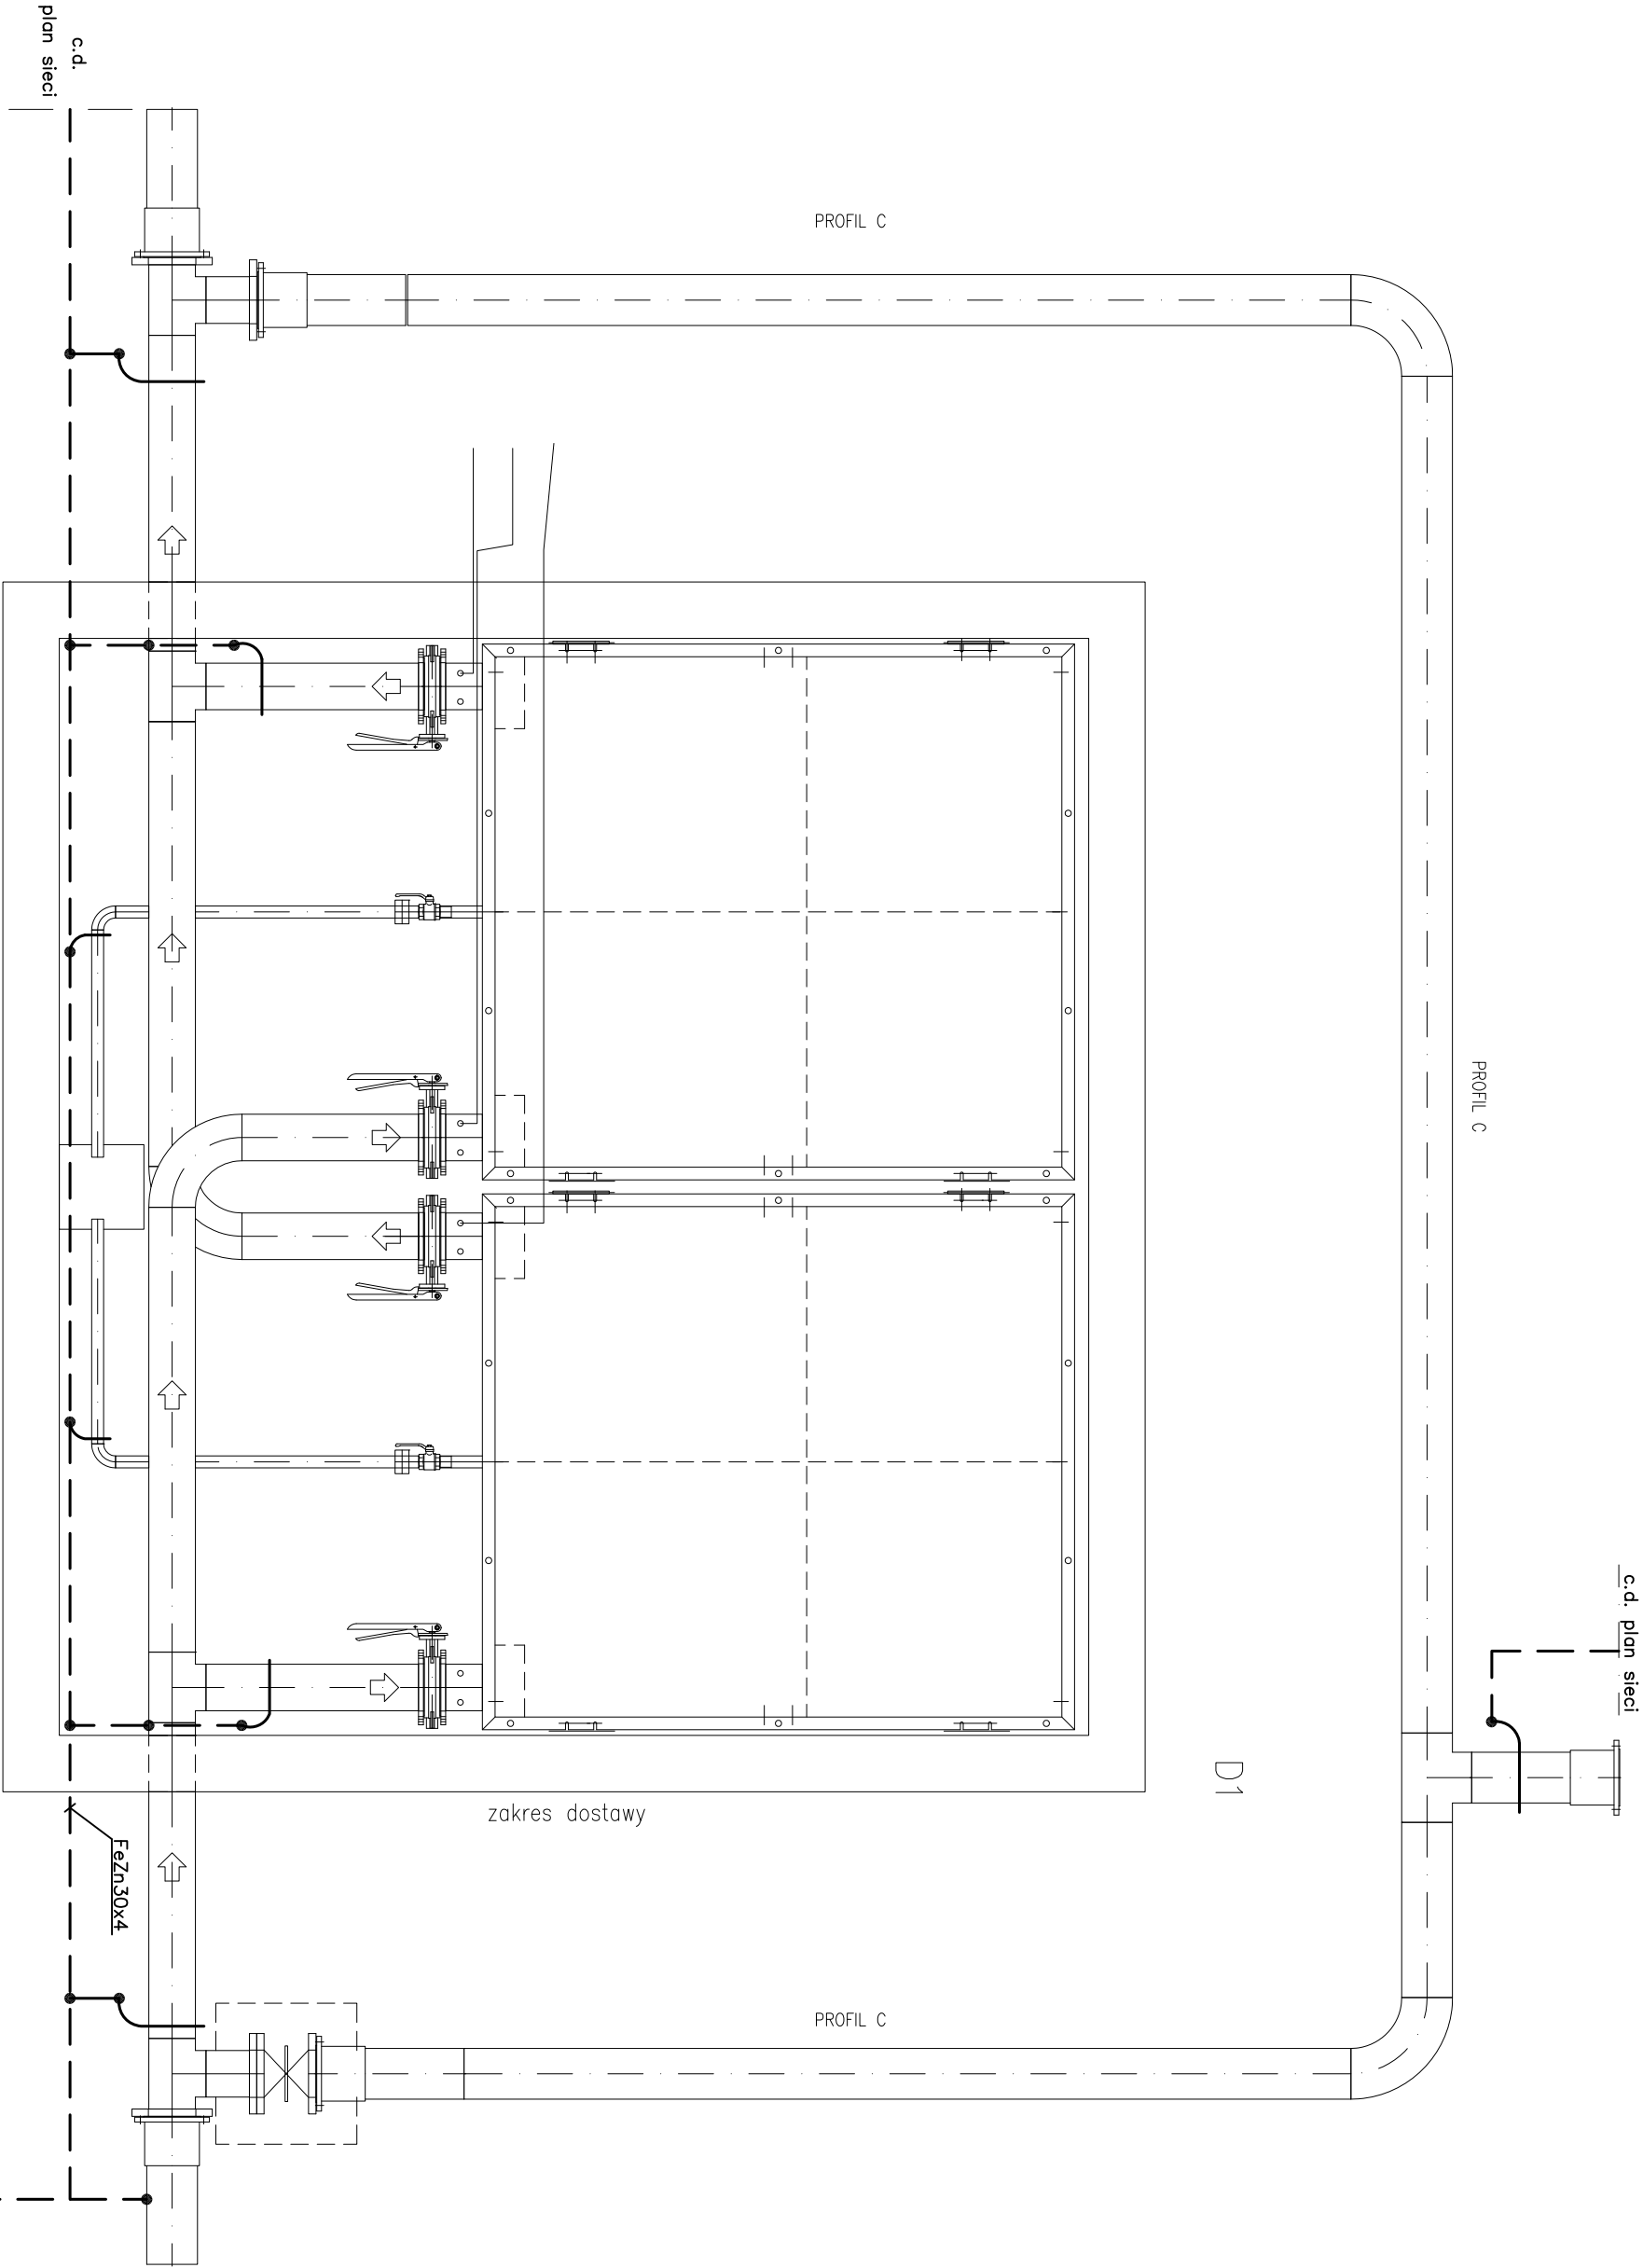 c.d.
plan sieci
PROFIL C
PROFIL C
c.d. plan sieci
D1
zakres dostawy
FeZn30x4
PROFIL C